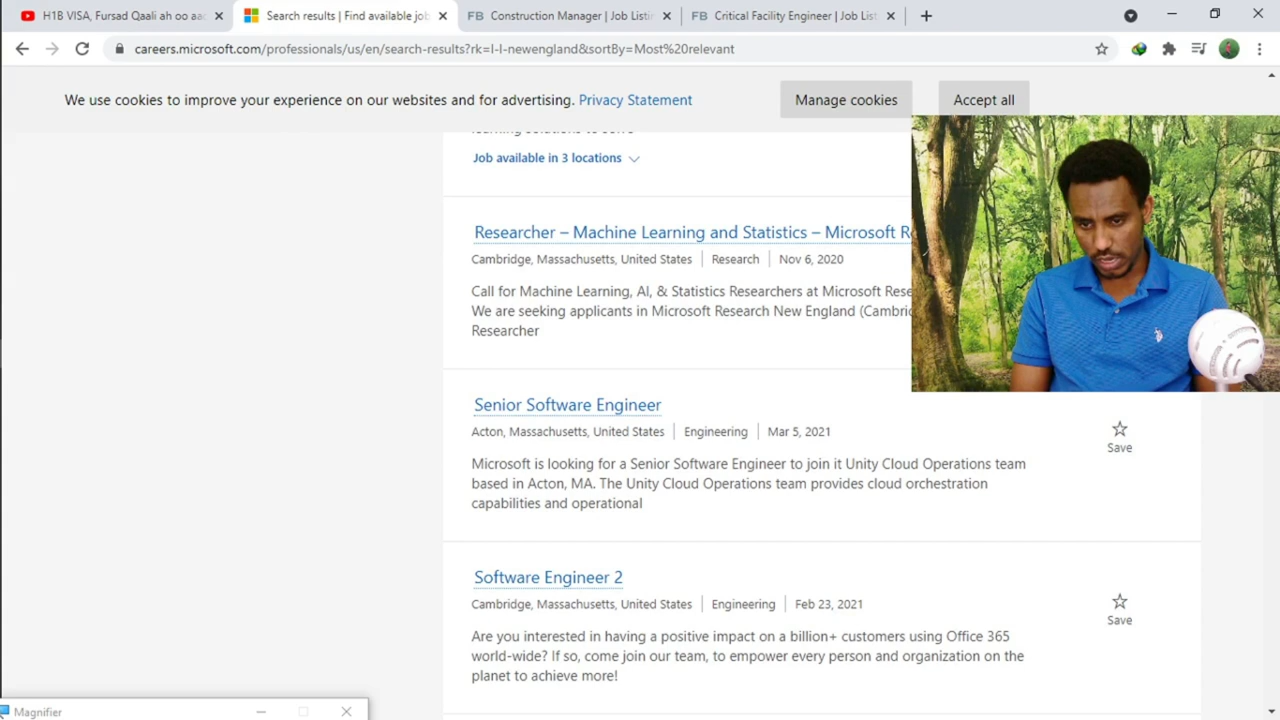 H1B VISA, Fursad Qaali ah oo
Search results | Find available job
FB Construction Manager | Job Listin
FB Critical Facility Engineer | Job List
careers.microsoft.com/professionals/us/en/search-results?rk=l-l-newengland&sortBy=Most%20relevant
We use cookies to improve your experience on our websites and for advertising. Privacy Statement
Manage cookies
Accept all
learning solutions to solve
Job available in 3 locations
Researcher – Machine Learning and Statistics – Microsoft R
Cambridge, Massachusetts, United States | Research | Nov 6, 2020
Call for Machine Learning, AI, & Statistics Researchers at Microsoft Rese
We are seeking applicants in Microsoft Research New England (Cambri
Researcher
Senior Software Engineer
Acton, Massachusetts, United States | Engineering | Mar 5, 2021
Save
Microsoft is looking for a Senior Software Engineer to join it Unity Cloud Operations team
based in Acton, MA. The Unity Cloud Operations team provides cloud orchestration
capabilities and operational
Software Engineer 2
Cambridge, Massachusetts, United States | Engineering | Feb 23, 2021
Save
Are you interested in having a positive impact on a billion+ customers using Office 365
world-wide? If so, come join our team, to empower every person and organization on the
planet to achieve more!
Magnifier